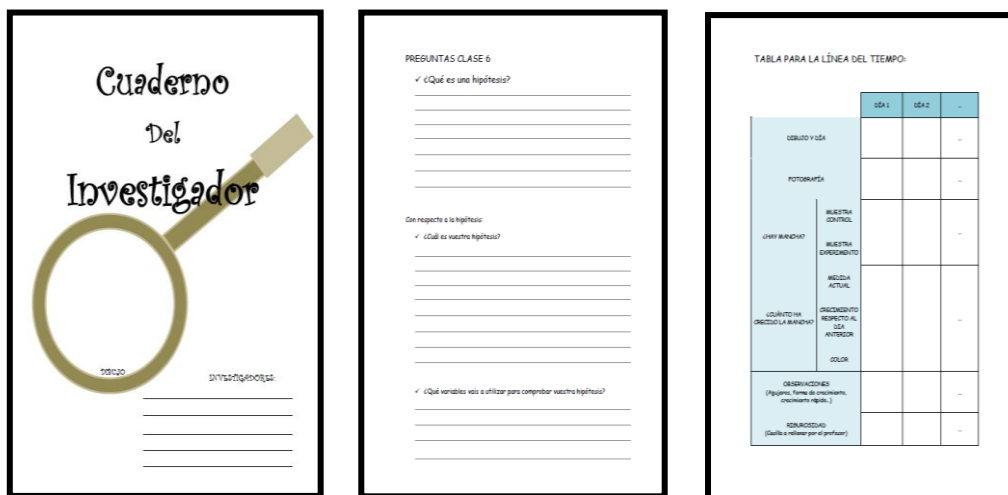 Cuaderno
Del
Investigador
DIBUJO
INVESTIGADORES:
PREGUNTAS CLASE 6
✓ ¿Qué es una hipótesis?
Con respecto a la hipótesis:
✓ ¿Cuál es vuestra hipótesis?
✓ ¿Qué variables vais a utilizar para comprobar vuestra hipótesis?
TABLA PARA LA LÍNEA DEL TIEMPO:
DÍA 1 DÍA 2 ...
DIBUJO Y DÍA ...
FOTOGRAFÍA ...
¿HAY MANCHA?
MUESTRA
CONTROL
MUESTRA
EXPERIMENTO
...
¿CUÁNTO HA
CRECIDO LA MANCHA?
MEDIDA
ACTUAL
CRECIMIENTO
RESPECTO AL
DÍA
ANTERIOR
COLOR
...
OBSERVACIONES
(Agujeros, forma de crecimiento,
crecimiento rápido…)
...
RIGUROSIDAD
(Casilla a rellenar por el profesor)
...